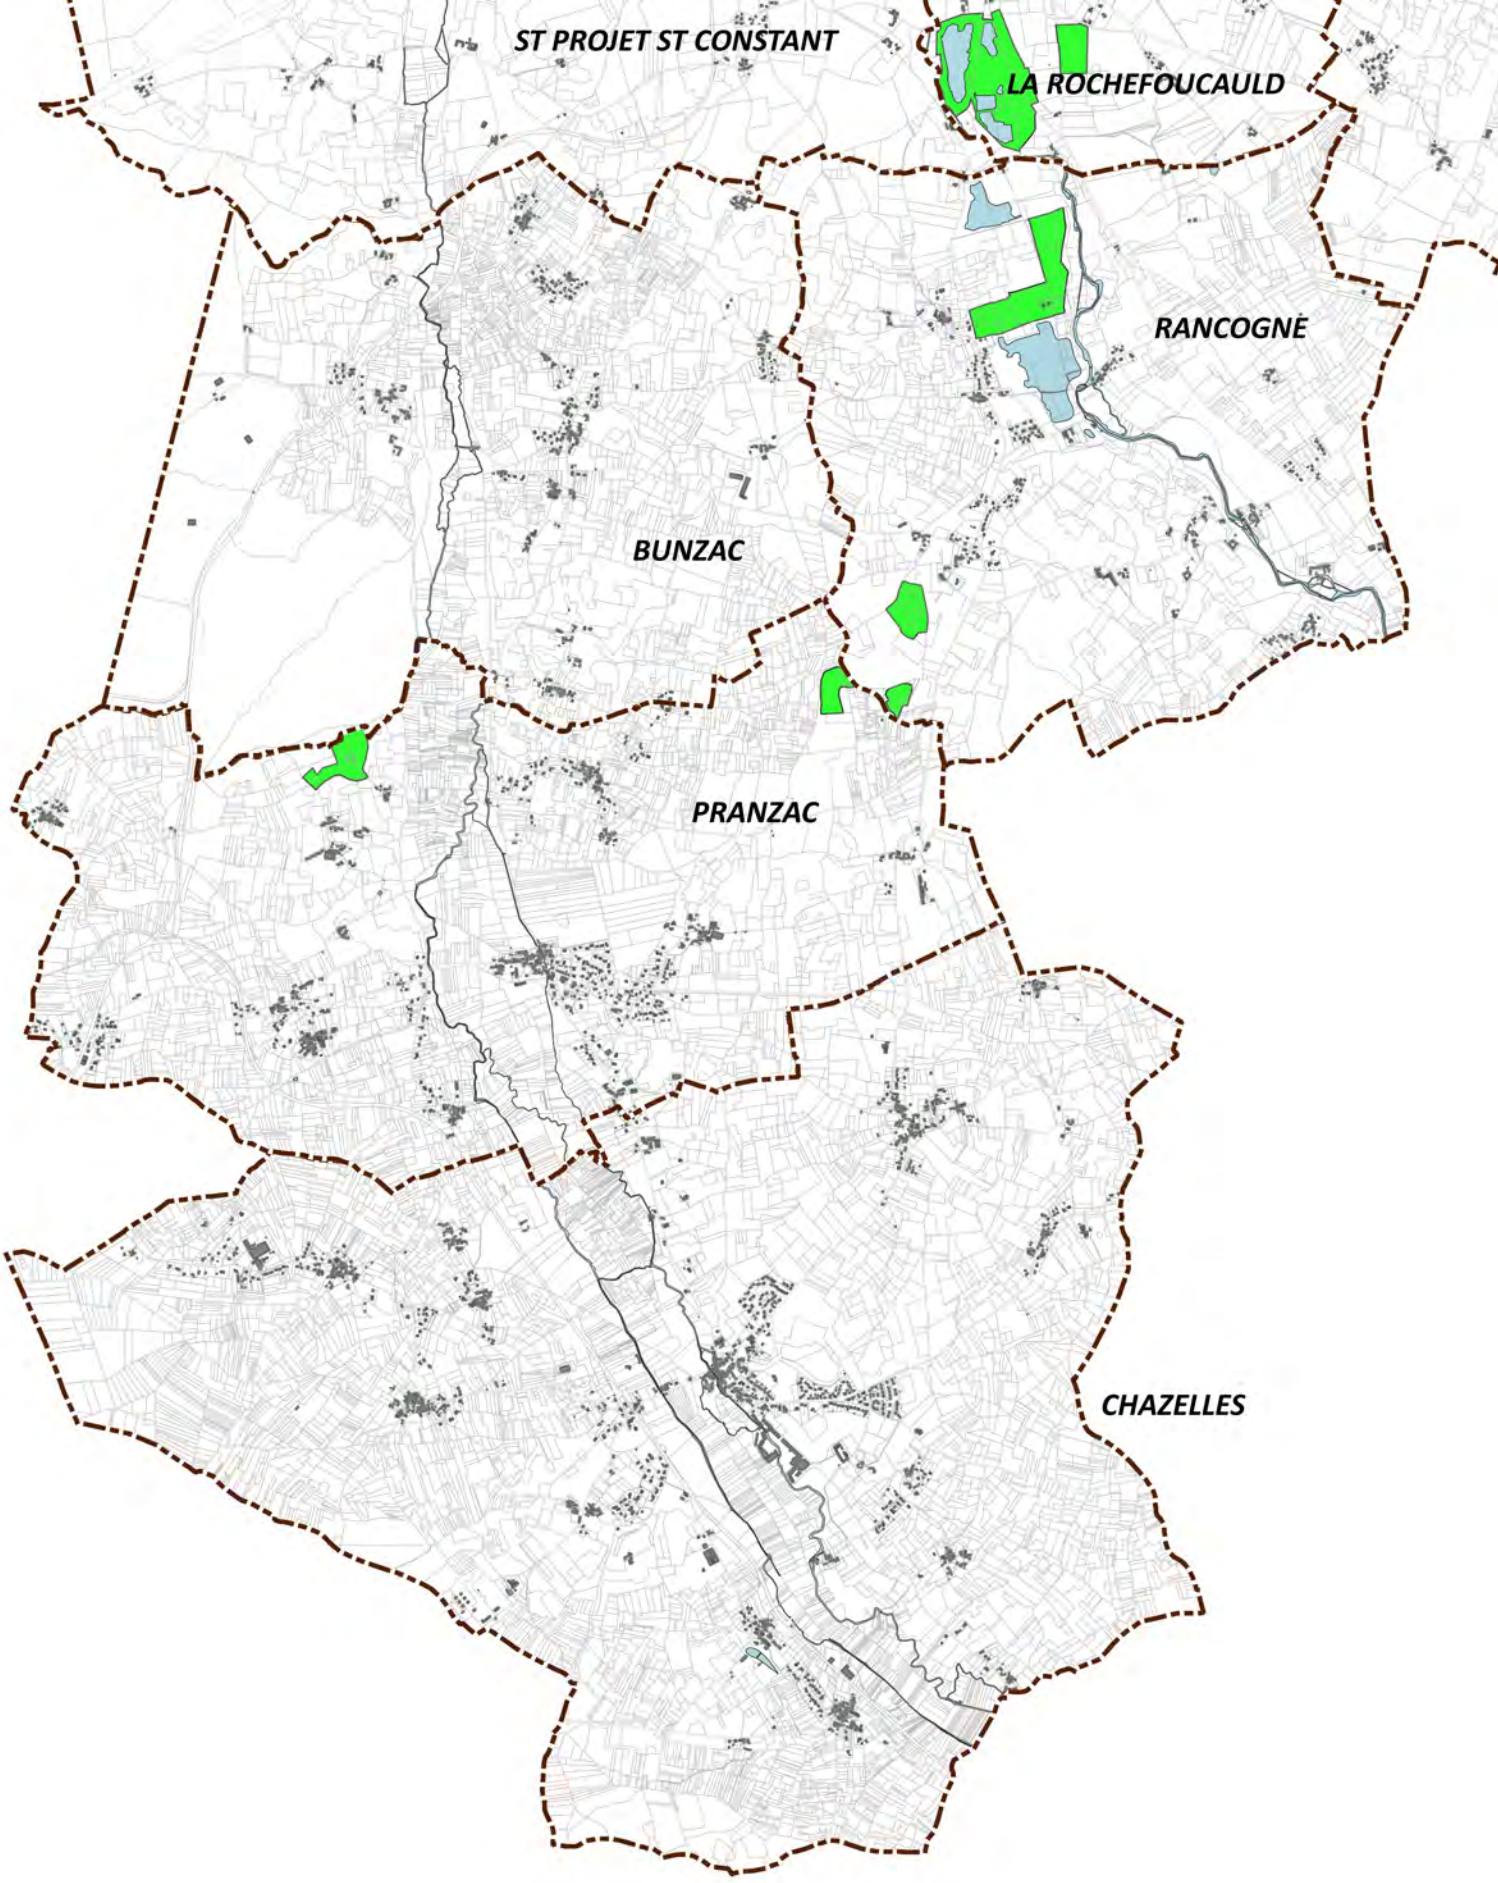 ST PROJET ST CONSTANT
LA ROCHEFOUCAULD
RANCOGNE
BUNZAC
PRANZAC
CHAZELLES